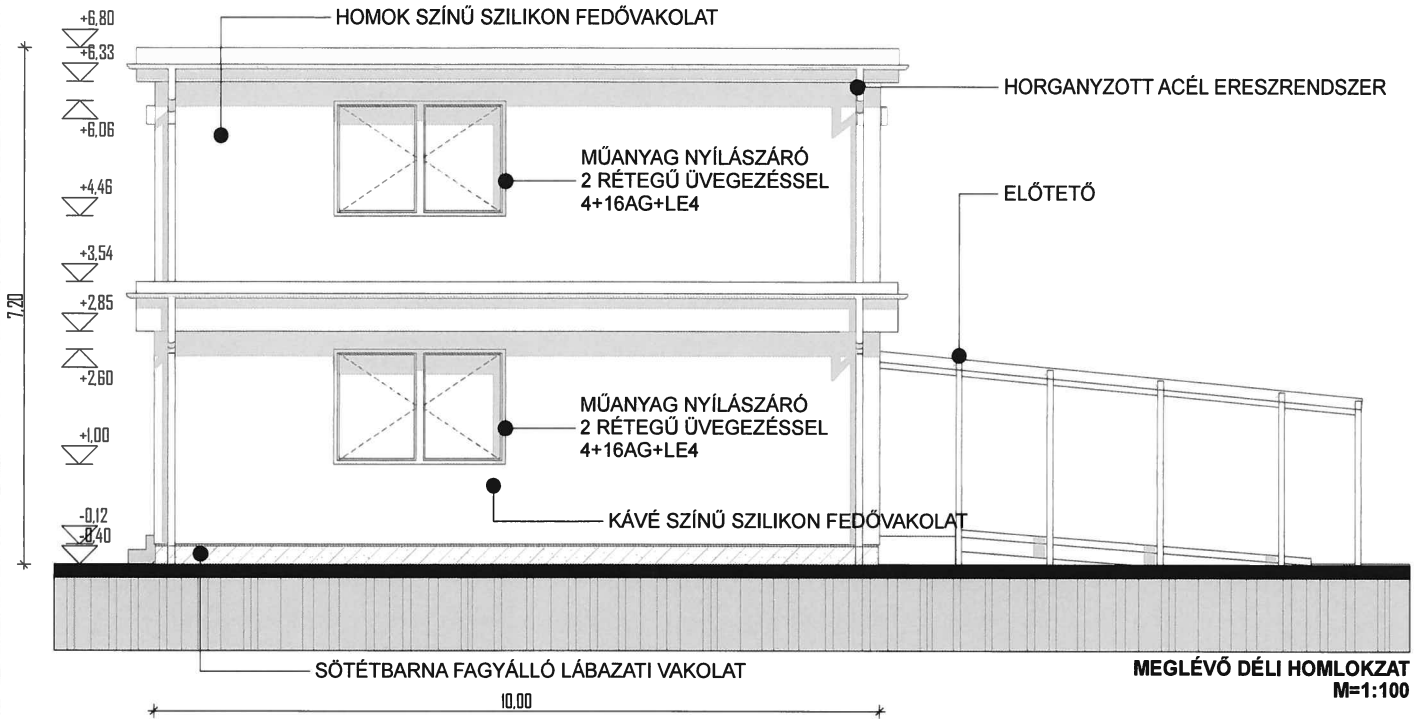 +6,80
HOMOK SZÍNŰ SZILIKON FEDŐVAKOLAT
+6,33
HORGANYZOTT ACÉL ERESZRENDSZER
+6,06
MŰANYAG NYÍLÁSZÁRÓ
2 RÉTEGŰ ÜVEGEZÉSSEL
4+16AG+LE4
+4,46
ELŐTETŐ
+3,54
7,20
+2,85
+2,60
MŰANYAG NYÍLÁSZÁRÓ
2 RÉTEGŰ ÜVEGEZÉSSEL
4+16AG+LE4
+1,00
-0,12
KÁVÉ SZÍNŰ SZILIKON FEDŐVAKOLAT
-0,40
SÖTÉTBARNA FAGYÁLLÓ LÁBAZATI VAKOLAT
MEGLÉVŐ DÉLI HOMLOKZAT
M=1:100
10,00